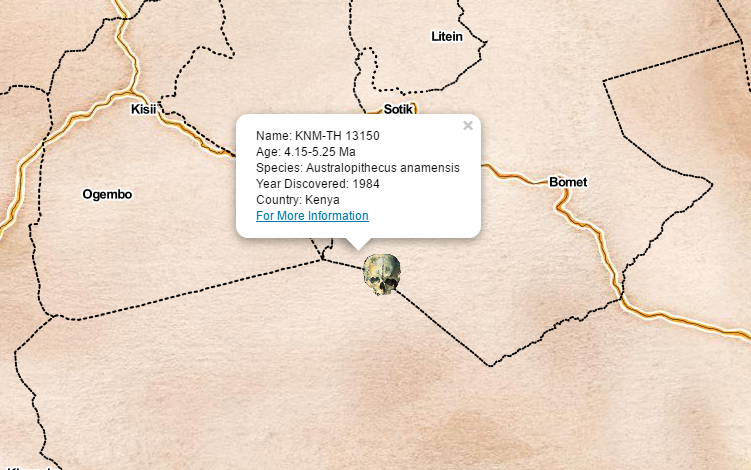 Litein
Kisii
Sotik
×
Name: KNM-TH 13150
Age: 4.15-5.25 Ma
Species: Australopithecus anamensis
Year Discovered: 1984
Country: Kenya
For More Information
Bomet
Ogembo